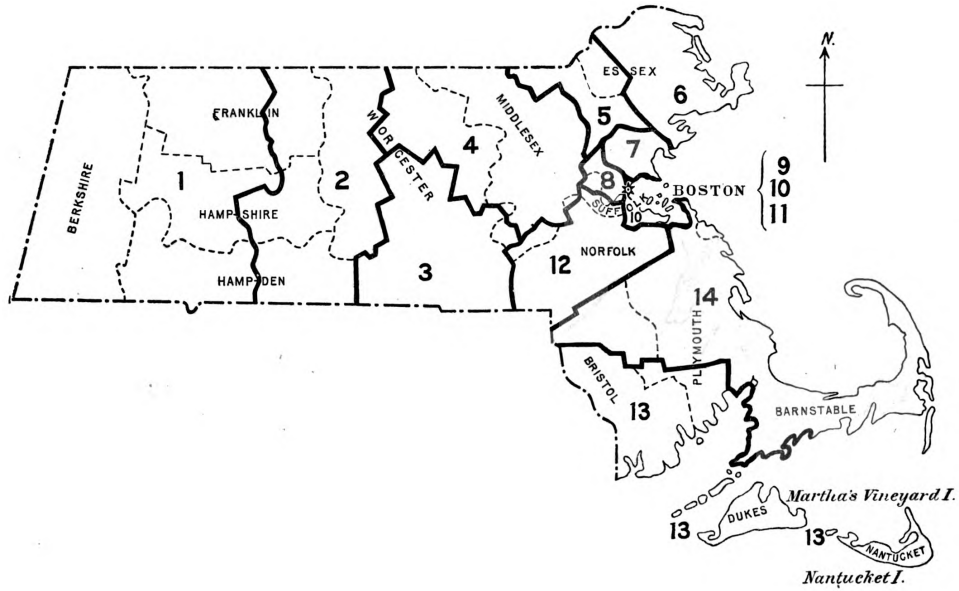 N.
ESSEX
6
5
FRANKLIN
MIDDLESEX
WORCESTER
4
7
BERKSHIRE
1
2
8
BOSTON
9
10
11
SUFFOLK
10
HAMPSHIRE
NORFOLK
12
3
HAMPDEN
14
PLYMOUTH
BRISTOL
13
BARNSTABLE
Martha's Vineyard I.
DUKES
13
13
NANTUCKET
Nantucket I.